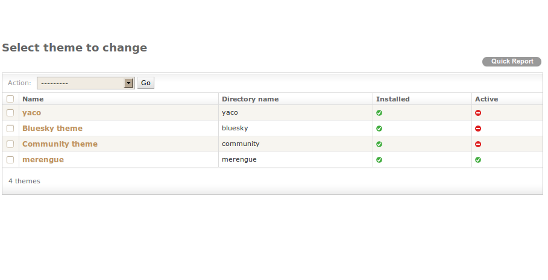 Select theme to change
Quick Report
Action: --------- Go
Name Directory name Installed Active
yaco yaco
Bluesky theme bluesky
Community theme community
merengue merengue
4 themes